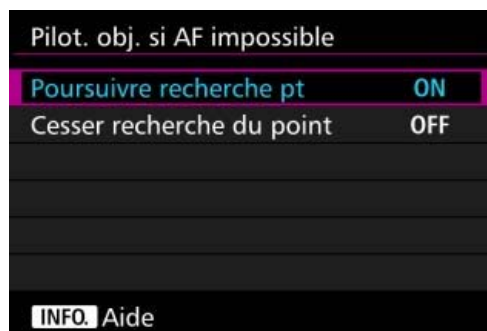 Pilot. obj. si AF impossible
Poursuivre recherche pt ON
Cesser recherche du point OFF
INFO. Aide